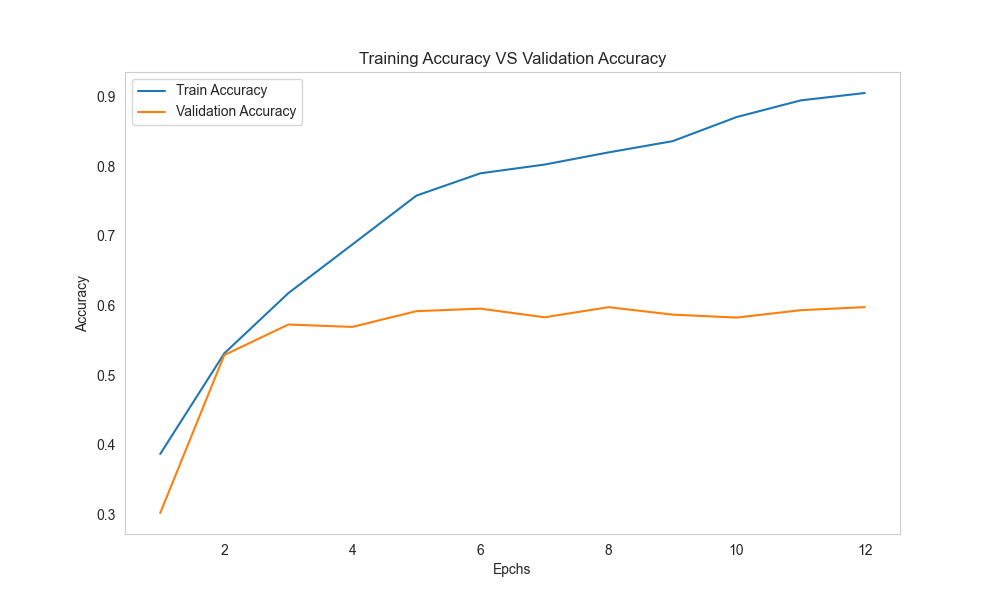 Training Accuracy VS Validation Accuracy
Train Accuracy
Validation Accuracy
0.9
0.8
0.7
0.6
0.5
0.4
0.3
Accuracy
2 4 6 8 10 12
Epchs